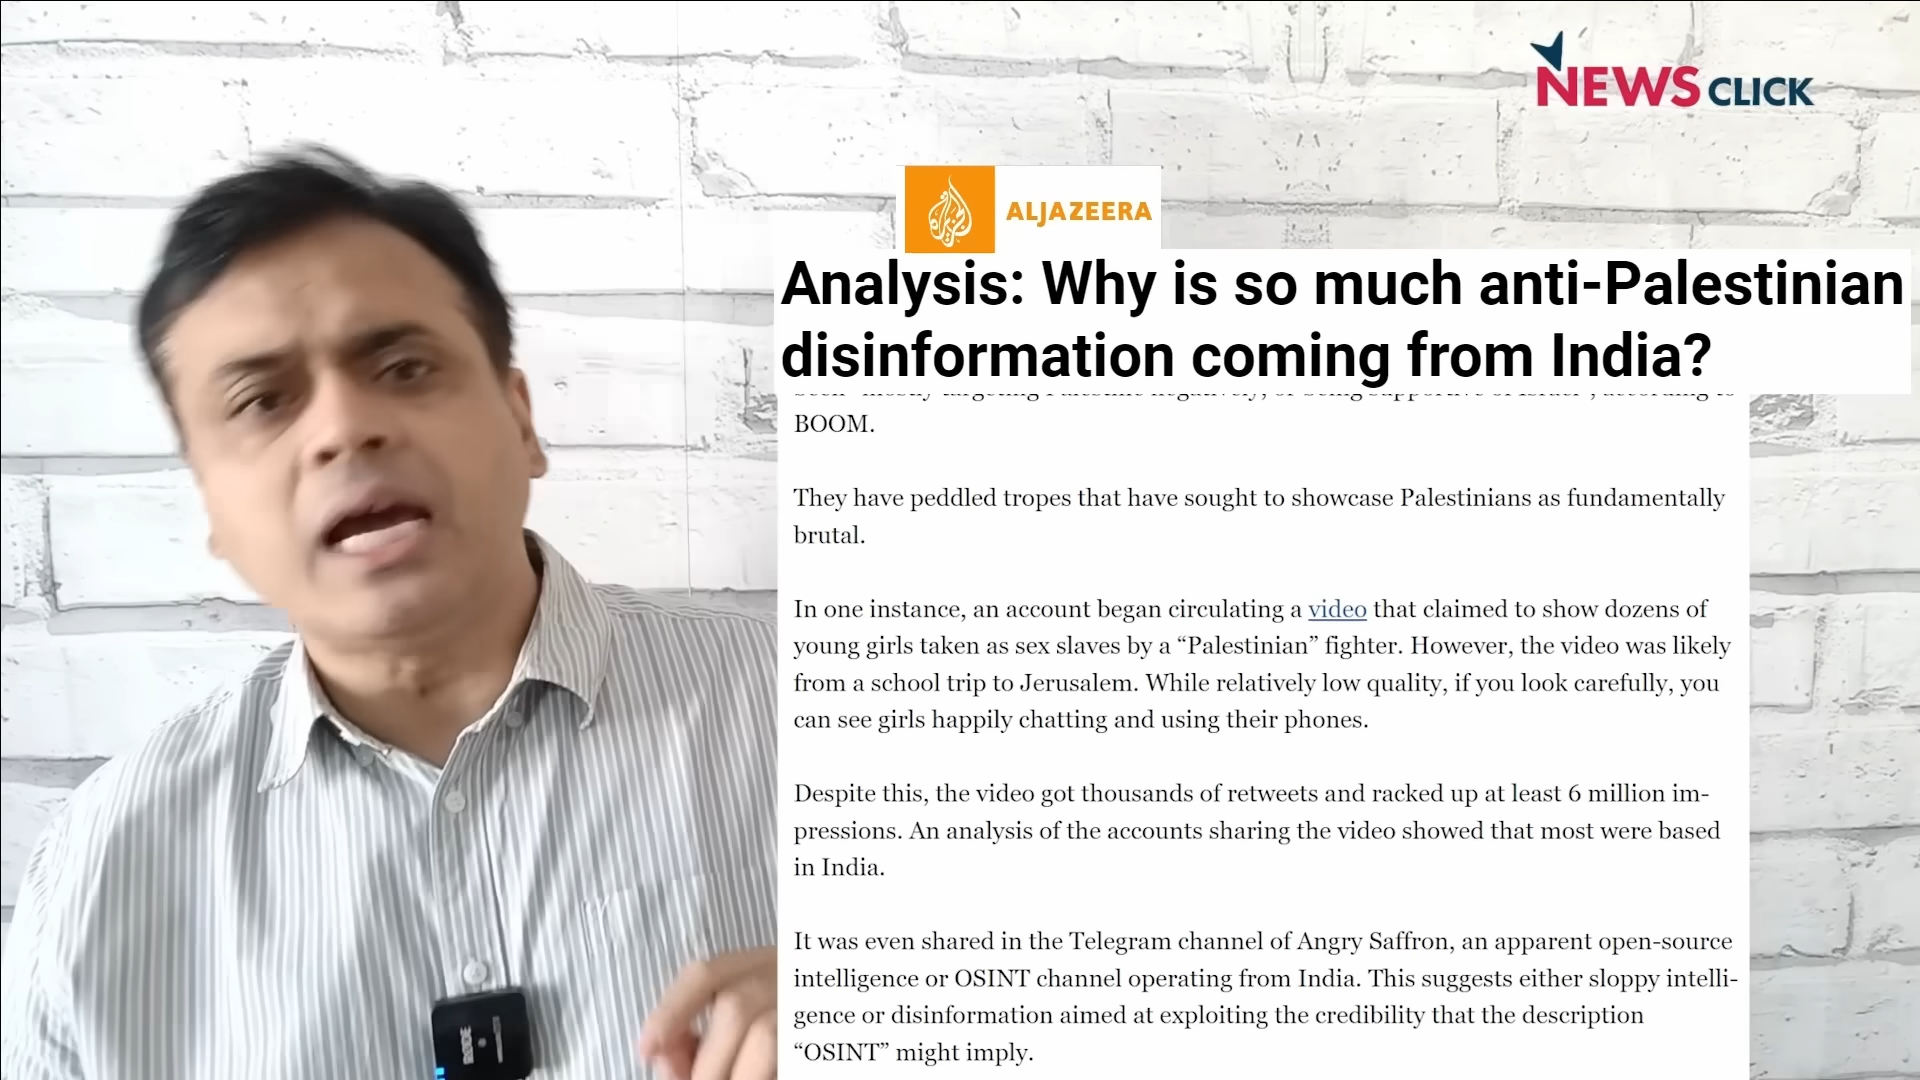 NEWS CLICK
ALJAZEERA
Analysis: Why is so much anti-Palestinian
disinformation coming from India?
BOOM.
They have peddled tropes that have sought to showcase Palestinians as fundamentally
brutal.
In one instance, an account began circulating a video that claimed to show dozens of
young girls taken as sex slaves by a “Palestinian” fighter. However, the video was likely
from a school trip to Jerusalem. While relatively low quality, if you look carefully, you
can see girls happily chatting and using their phones.
Despite this, the video got thousands of retweets and racked up at least 6 million im-
pressions. An analysis of the accounts sharing the video showed that most were based
in India.
It was even shared in the Telegram channel of Angry Saffron, an apparent open-source
intelligence or OSINT channel operating from India. This suggests either sloppy intelli-
gence or disinformation aimed at exploiting the credibility that the description
“OSINT” might imply.
RODE